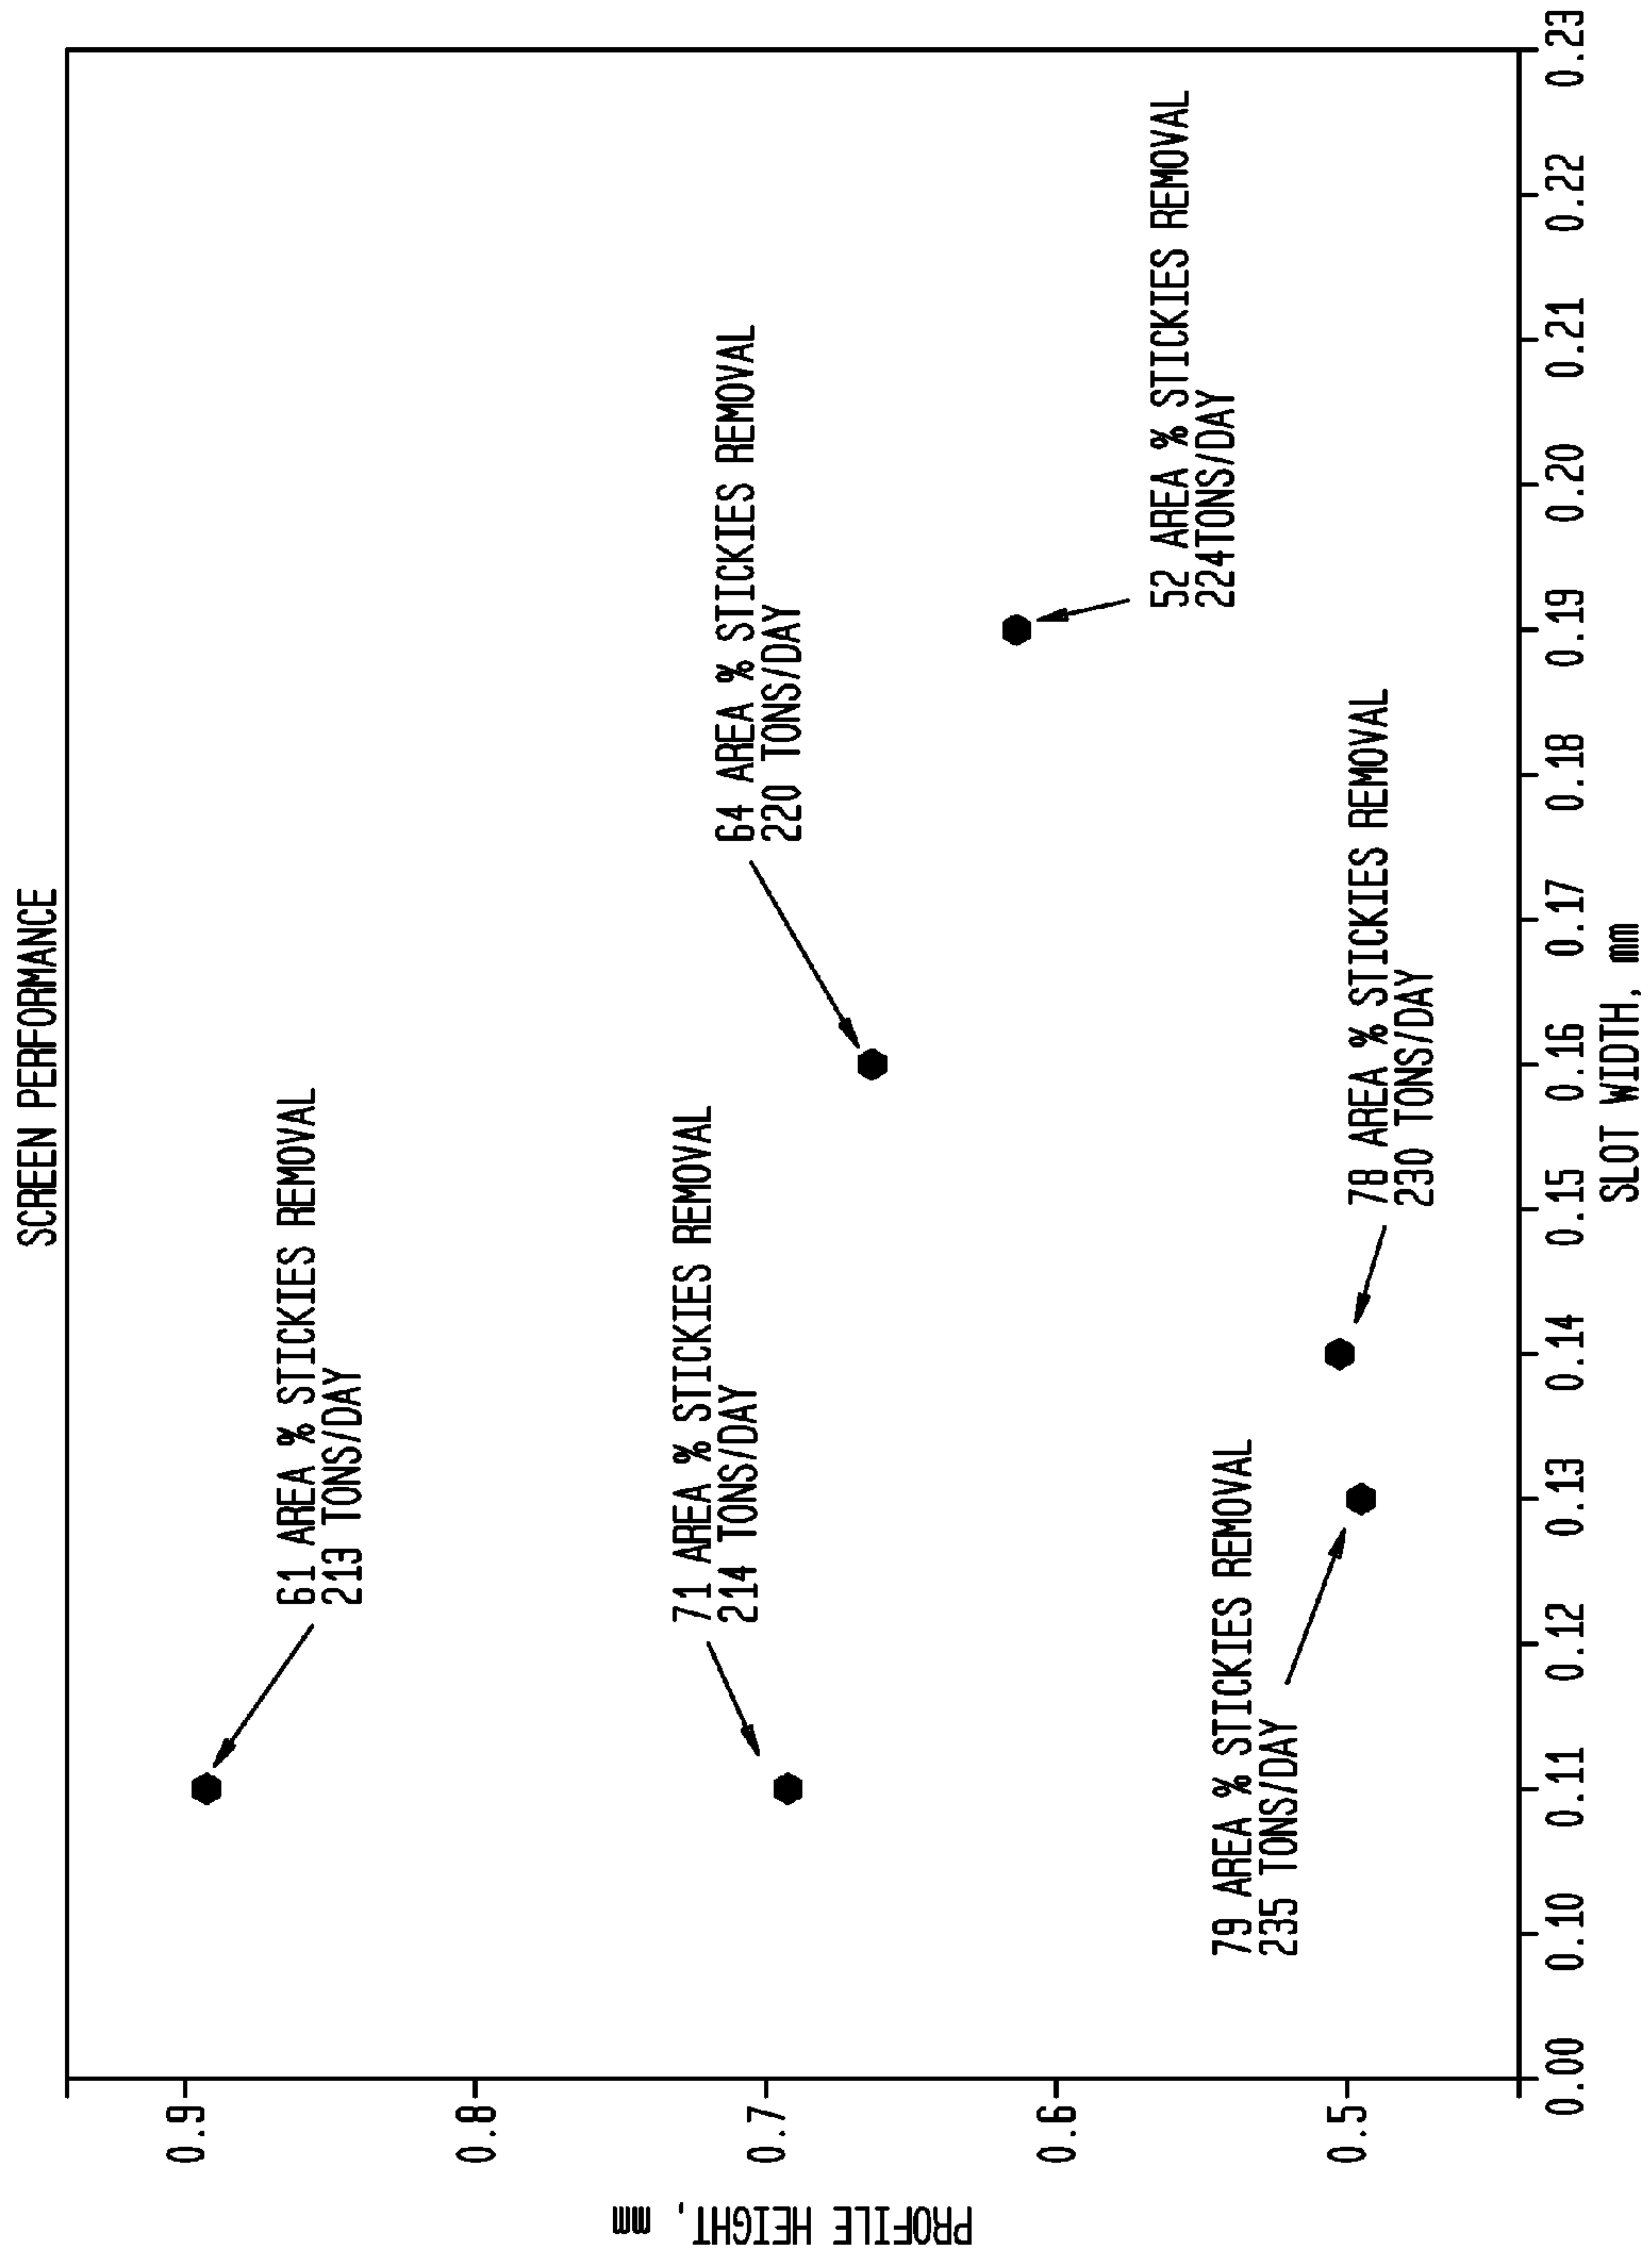 SCREEN PERFORMANCE
PROFILE HEIGHT, mm
0.9
0.8
0.7
0.6
0.5
61 AREA % STICKIES REMOVAL
213 TONS/DAY
71 AREA % STICKIES REMOVAL
214 TONS/DAY
64 AREA % STICKIES REMOVAL
220 TONS/DAY
52 AREA % STICKIES REMOVAL
224TONS/DAY
79 AREA % STICKIES REMOVAL
235 TONS/DAY
78 AREA % STICKIES REMOVAL
230 TONS/DAY
0.00 0.10 0.11 0.12 0.13 0.14 0.15 0.16 0.17 0.18 0.19 0.20 0.21 0.22 0.23
SLOT WIDTH, mm